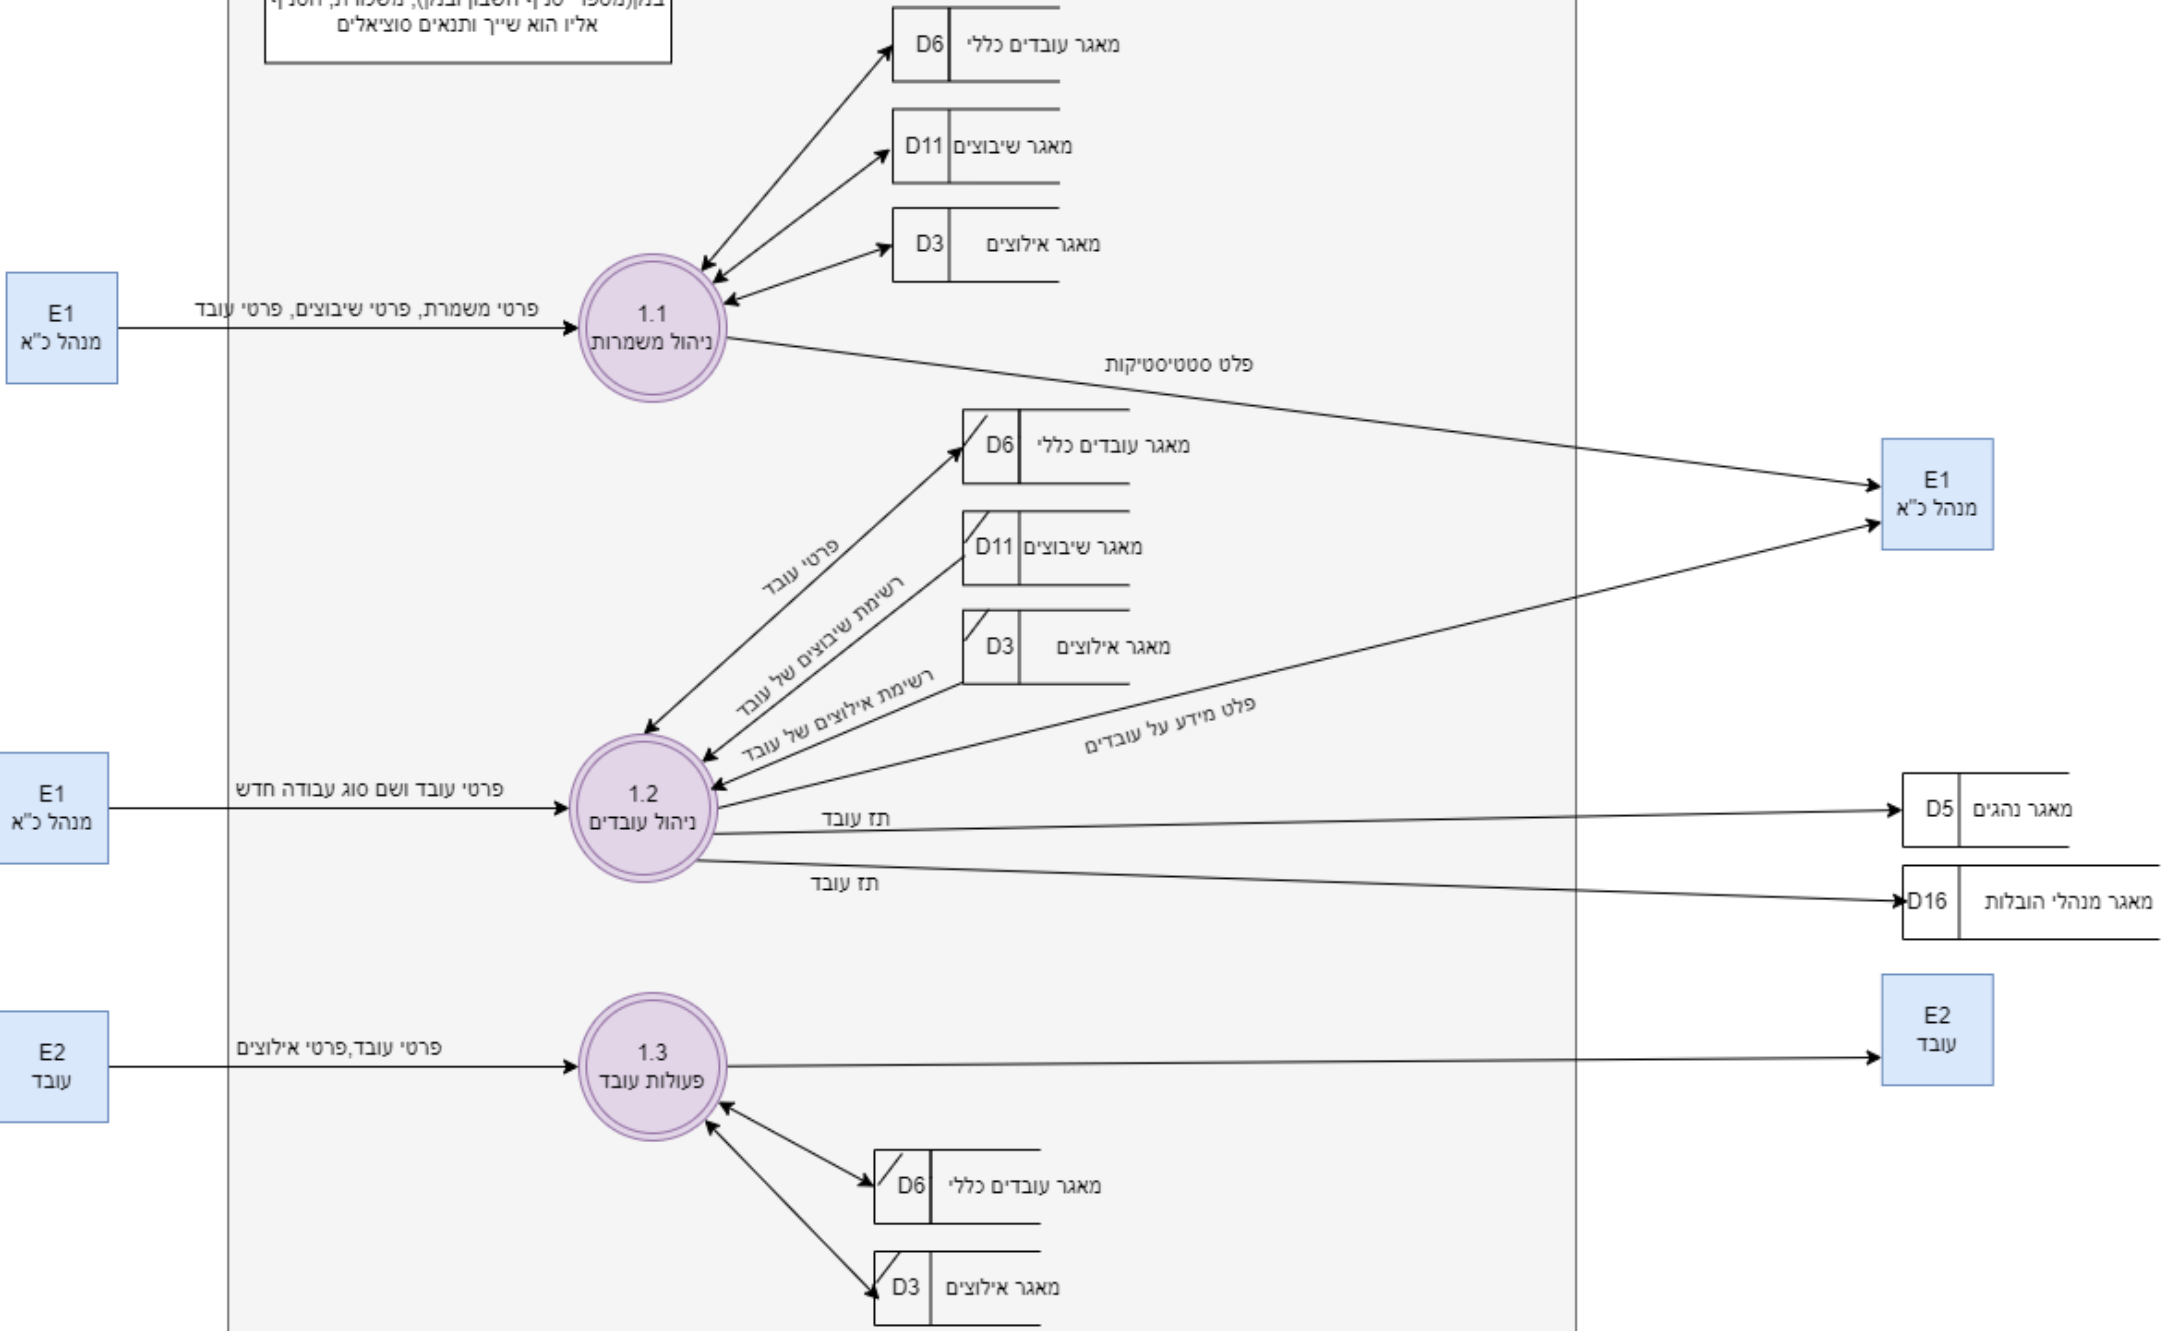 אליו הוא שייך ותנאים סוציאלים
D6 מאגר עובדים כללי
D11 מאגר שיבוצים
D3 מאגר אילוצים
E1
מנהל כ"א
פרטי משמרת, פרטי שיבוצים, פרטי עובד
1.1
ניהול משמרות
פלט סטטיסטיקות
E1
מנהל כ"א
D6 מאגר עובדים כללי
D11 מאגר שיבוצים
D3 מאגר אילוצים
פרטי עובד
רשימת שיבוצים של עובד
רשימת אילוצים של עובד
פלט מידע על עובדים
E1
מנהל כ"א
פרטי עובד ושם סוג עבודה חדש
1.2
ניהול עובדים
תז עובד
תז עובד
D5 מאגר נהגים
D16 מאגר מנהלי הובלות
E2
עובד
פרטי עובד,פרטי אילוצים
1.3
פעולות עובד
E2
עובד
D6 מאגר עובדים כללי
D3 מאגר אילוצים